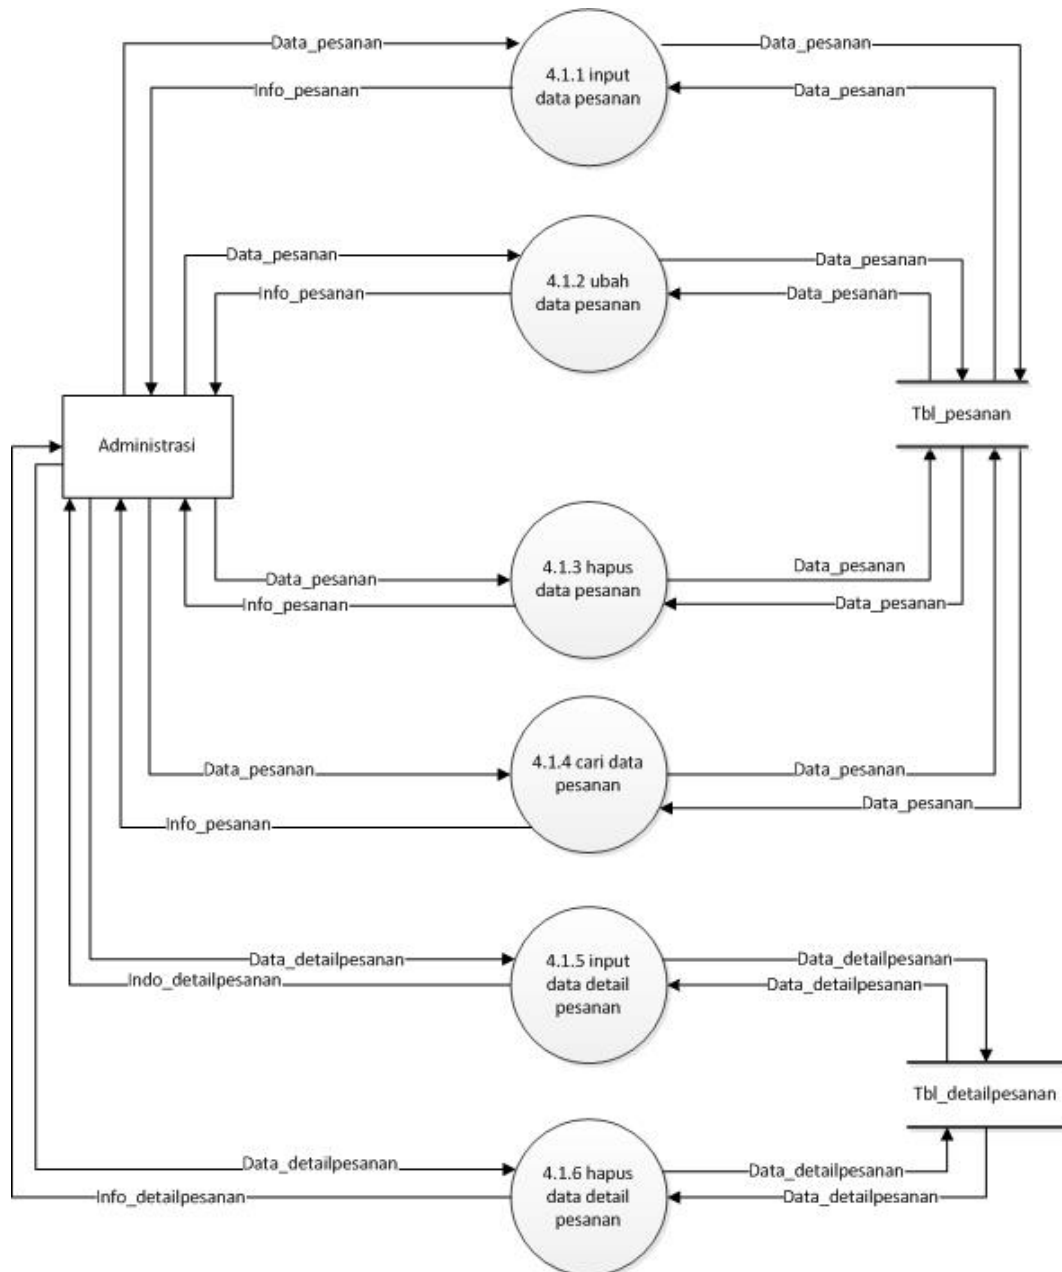 Data_pesanan
4.1.1 input
data pesanan
Data_pesanan
Info_pesanan
Data_pesanan
Data_pesanan
4.1.2 ubah
data pesanan
Data_pesanan
Info_pesanan
Data_pesanan
Administrasi
Tbl_pesanan
Data_pesanan
4.1.3 hapus
data pesanan
Data_pesanan
Info_pesanan
Data_pesanan
Data_pesanan
4.1.4 cari data
pesanan
Data_pesanan
Info_pesanan
Data_pesanan
Data_detailpesanan
4.1.5 input
data detail
pesanan
Data_detailpesanan
Indo_detailpesanan
Data_detailpesanan
Tbl_detailpesanan
Data_detailpesanan
4.1.6 hapus
data detail
pesanan
Data_detailpesanan
Info_detailpesanan
Data_detailpesanan